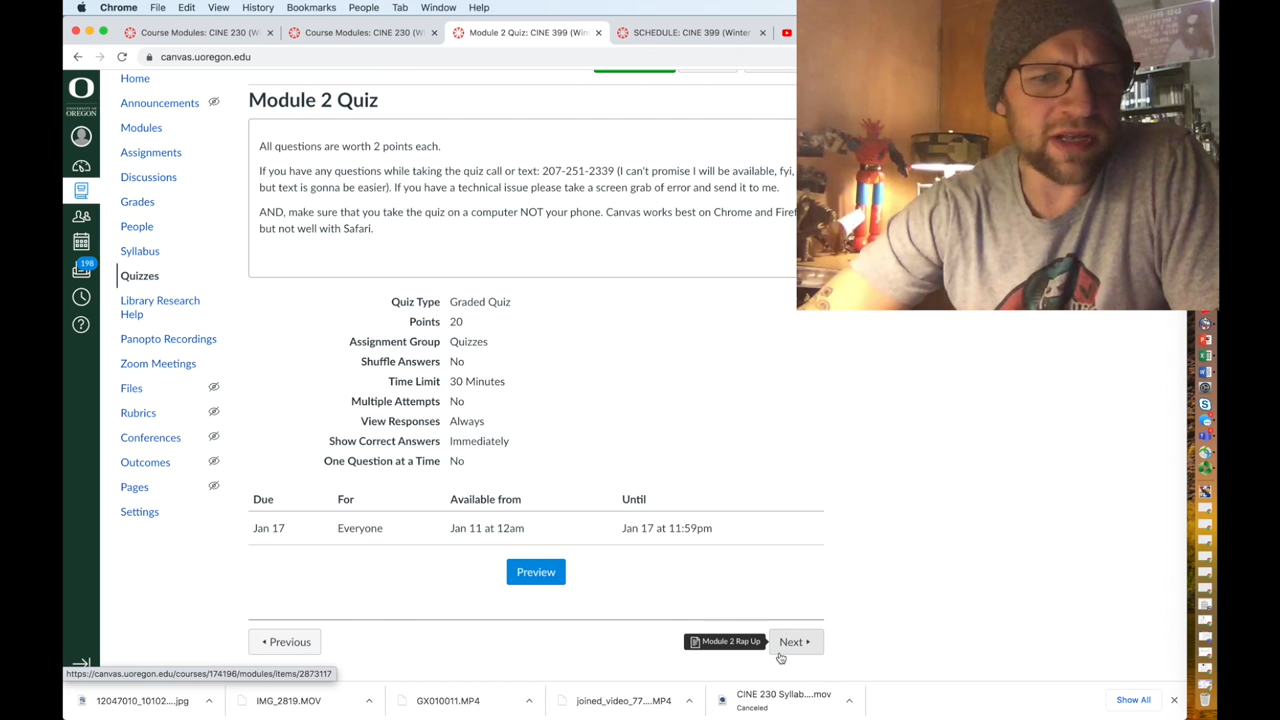 Chrome File Edit View History Bookmarks People Tab Window Help
Course Modules: CINE 230 (Wi
Course Modules: CINE 230 (Wi
Module 2 Quiz: CINE 399 (Win
SCHEDULE: CINE 399 (Winter
canvas.uoregon.edu
O
UNIVERSITY OF
OREGON
198
Home
Announcements
Modules
Assignments
Discussions
Grades
People
Syllabus
Quizzes
Library Research
Help
Panopto Recordings
Zoom Meetings
Files
Rubrics
Conferences
Outcomes
Pages
Settings
Module 2 Quiz
All questions are worth 2 points each.
If you have any questions while taking the quiz call or text: 207-251-2339 (I can't promise I will be available, fyi,
but text is gonna be easier). If you have a technical issue please take a screen grab of error and send it to me.
AND, make sure that you take the quiz on a computer NOT your phone. Canvas works best on Chrome and Firef
but not well with Safari.
Quiz Type Graded Quiz
Points 20
Assignment Group Quizzes
Shuffle Answers No
Time Limit 30 Minutes
Multiple Attempts No
View Responses Always
Show Correct Answers Immediately
One Question at a Time No
Due For Available from Until
Jan 17 Everyone Jan 11 at 12am Jan 17 at 11:59pm
Preview
Previous
Module 2 Rap Up
Next
https://canvas.uoregon.edu/courses/174196/modules/items/2873117
12047010_10102....jpg
IMG_2819.MOV
GX010011.MP4
joined_video_77....MP4
CINE 230 Syllab....mov
Canceled
Show All